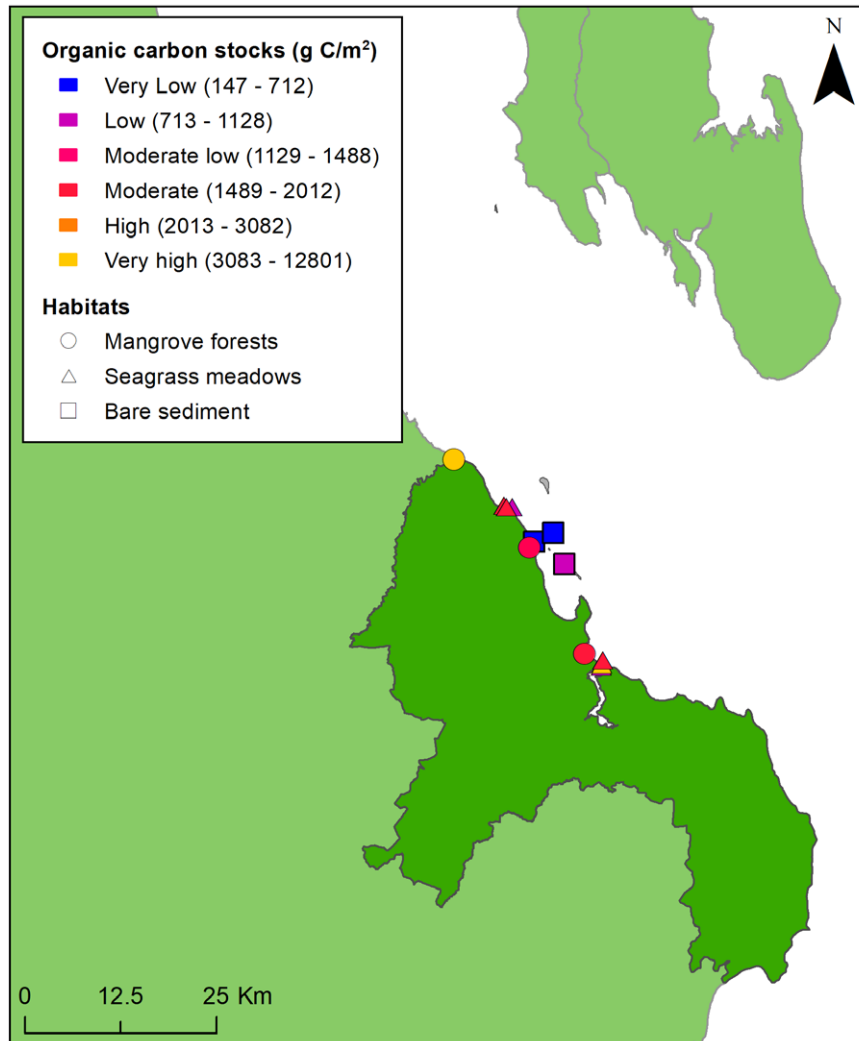 Organic carbon stocks (g C/m²)
Very Low (147 - 712)
Low (713 - 1128)
Moderate low (1129 - 1488)
Moderate (1489 - 2012)
High (2013 - 3082)
Very high (3083 - 12801)
Habitats
Mangrove forests
Seagrass meadows
Bare sediment
N
0 12.5 25 Km